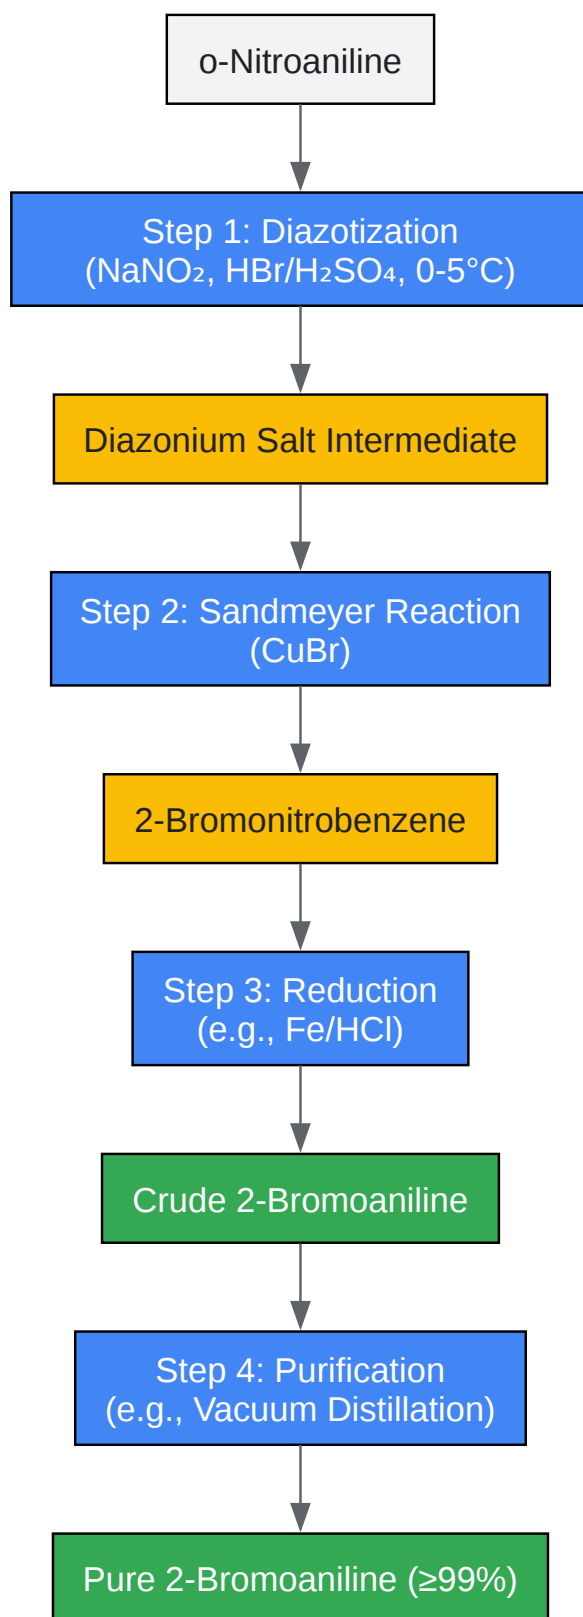 o-Nitroaniline
Step 1: Diazotization
(NaNO₂, HBr/H₂SO₄, 0-5°C)
Diazonium Salt Intermediate
Step 2: Sandmeyer Reaction
(CuBr)
2-Bromonitrobenzene
Step 3: Reduction
(e.g., Fe/HCl)
Crude 2-Bromoaniline
Step 4: Purification
(e.g., Vacuum Distillation)
Pure 2-Bromoaniline (≥99%)